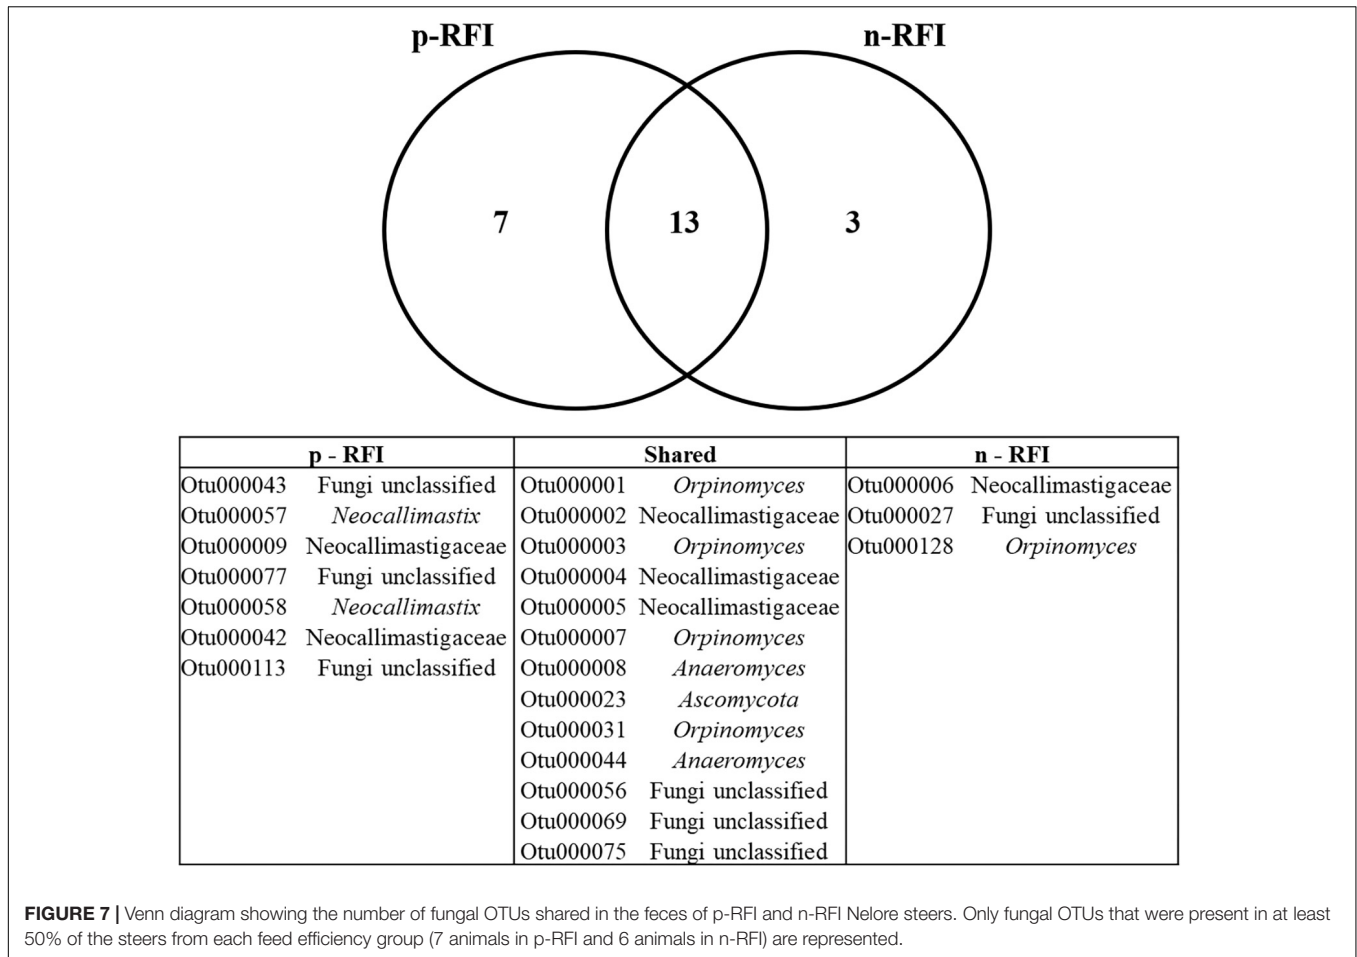 p-RFI n-RFI
7 13 3
p - RFI Shared n - RFI
Otu000043 Fungi unclassified Otu000001 Orpinomyces Otu000006 Neocallimastigaceae
Otu000057 Neocallimastix Otu000002 Neocallimastigaceae Otu000027 Fungi unclassified
Otu000009 Neocallimastigaceae Otu000003 Orpinomyces Otu000128 Orpinomyces
Otu000077 Fungi unclassified Otu000004 Neocallimastigaceae
Otu000058 Neocallimastix Otu000005 Neocallimastigaceae
Otu000042 Neocallimastigaceae Otu000007 Orpinomyces
Otu000113 Fungi unclassified Otu000008 Anaeromyces
Otu000023 Ascomycota
Otu000031 Orpinomyces
Otu000044 Anaeromyces
Otu000056 Fungi unclassified
Otu000069 Fungi unclassified
Otu000075 Fungi unclassified
FIGURE 7 | Venn diagram showing the number of fungal OTUs shared in the feces of p-RFI and n-RFI Nelore steers. Only fungal OTUs that were present in at least
50% of the steers from each feed efficiency group (7 animals in p-RFI and 6 animals in n-RFI) are represented.